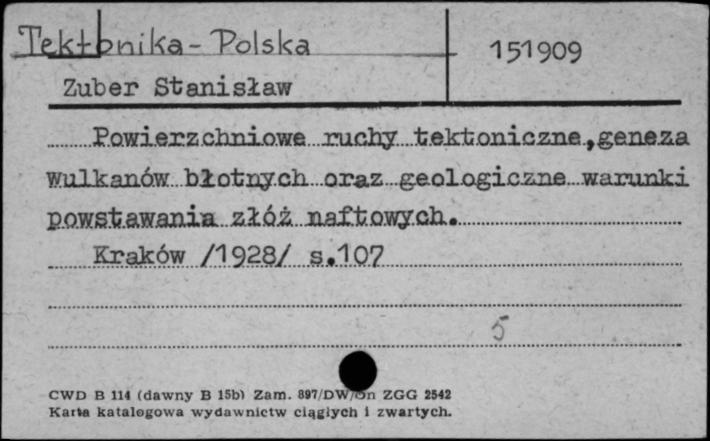 Tektonika - Polska 151909
Zuber Stanisław
Powierzchniowe ruchy tektoniczne, geneza
wulkanów błotnych oraz geologiczne warunki
powstawania złóż naftowych.
Kraków /1928/ s.107
5
CWD B 114 (dawny B 15b) Zam. 897/DW/On ZGG 2542
Karta katalogowa wydawnictw ciągłych i zwartych.